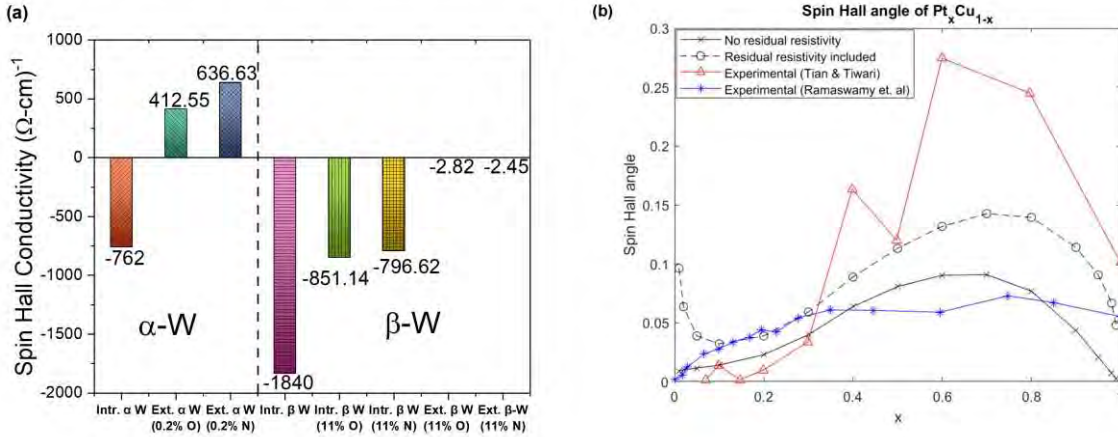 (a)
Spin Hall Conductivity (Ω-cm)-1
1000
500
0
-500
-1000
-1500
-2000
412.55
636.63
-762
-1840
-851.14
-796.62
-2.82
-2.45
α-W
β-W
Intr. α W
Ext. α W
(0.2% O)
Ext. α W
(0.2% N)
Intr. β W
Intr. β W
(11% O)
Intr. β W
(11% N)
Ext. β W
(11% O)
Ext. β-W
(11% N)
(b)
Spin Hall angle of PtxCu1-x
No residual resistivity
Residual resistivity included
Experimental (Tian & Tiwari)
Experimental (Ramaswamy et. al)
Spin Hall angle
0.3
0.25
0.2
0.15
0.1
0.05
0
0
0.2
0.4
0.6
0.8
1
x